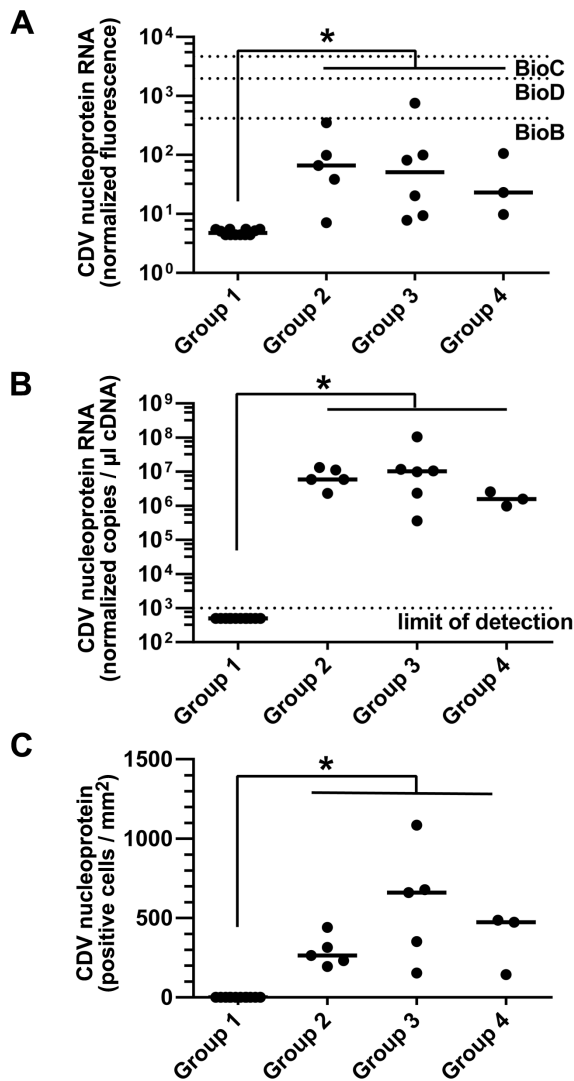 A
CDV nucleoprotein RNA
(normalized fluorescence)
10⁴
10³
10²
10¹
10⁰
*
BioC
BioD
BioB
Group 1
Group 2
Group 3
Group 4
B
CDV nucleoprotein RNA
(normalized copies / µl cDNA)
10⁹
10⁸
10⁷
10⁶
10⁵
10⁴
10³
10²
*
limit of detection
Group 1
Group 2
Group 3
Group 4
C
CDV nucleoprotein
(positive cells / mm²)
1500
1000
500
0
*
Group 1
Group 2
Group 3
Group 4